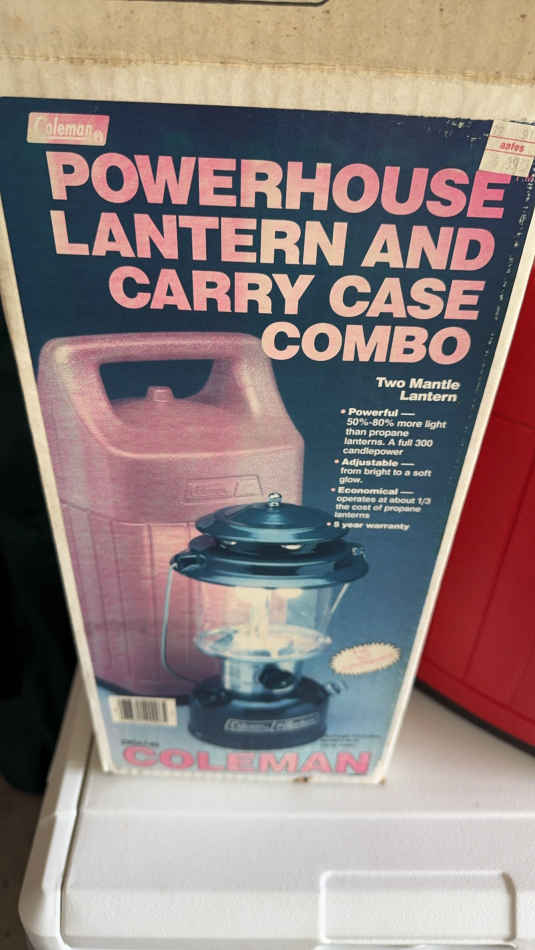 Coleman
sales
POWERHOUSE
LANTERN AND
CARRY CASE
COMBO
Two Mantle
Lantern
• Powerful —
50%-80% more light
than propane
lanterns. A full 300
candlepower
• Adjustable —
from bright to a soft
glow.
• Economical —
operates at about 1/3
the cost of propane
lanterns
• 5 year warranty
COLEMAN